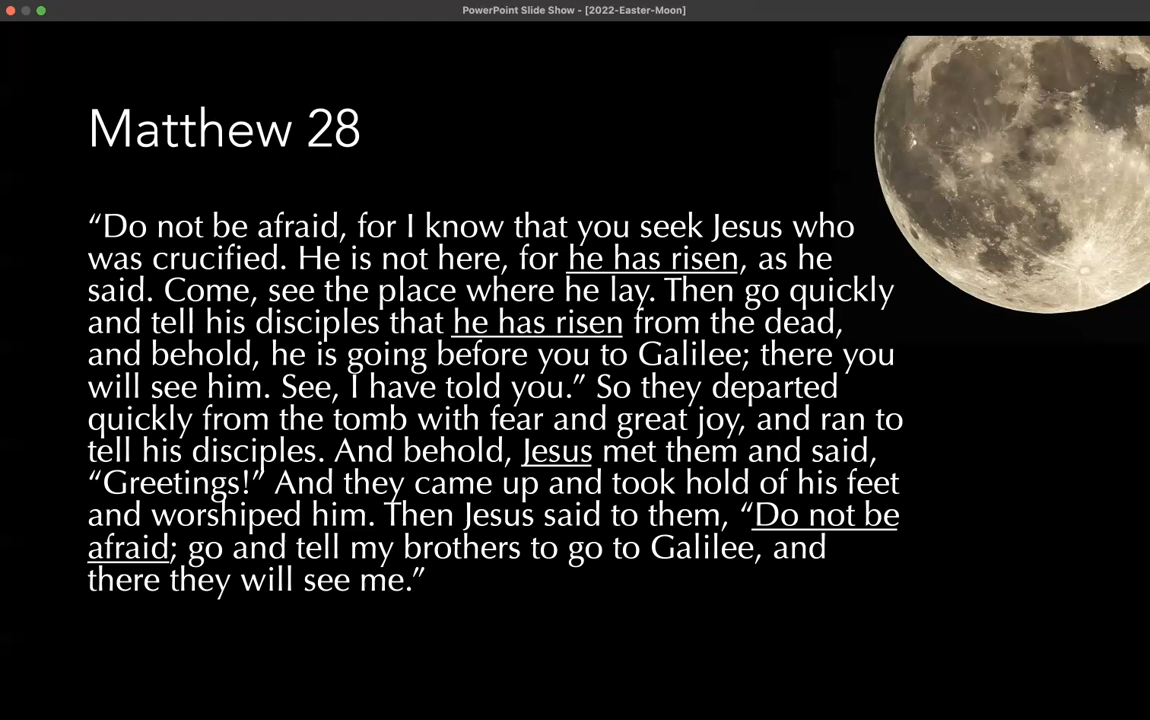 PowerPoint Slide Show - [2022-Easter-Moon]
Matthew 28
“Do not be afraid, for I know that you seek Jesus who
was crucified. He is not here, for he has risen, as he
said. Come, see the place where he lay. Then go quickly
and tell his disciples that he has risen from the dead,
and behold, he is going before you to Galilee; there you
will see him. See, I have told you.” So they departed
quickly from the tomb with fear and great joy, and ran to
tell his disciples. And behold, Jesus met them and said,
“Greetings!” And they came up and took hold of his feet
and worshiped him. Then Jesus said to them, “Do not be
afraid; go and tell my brothers to go to Galilee, and
there they will see me.”